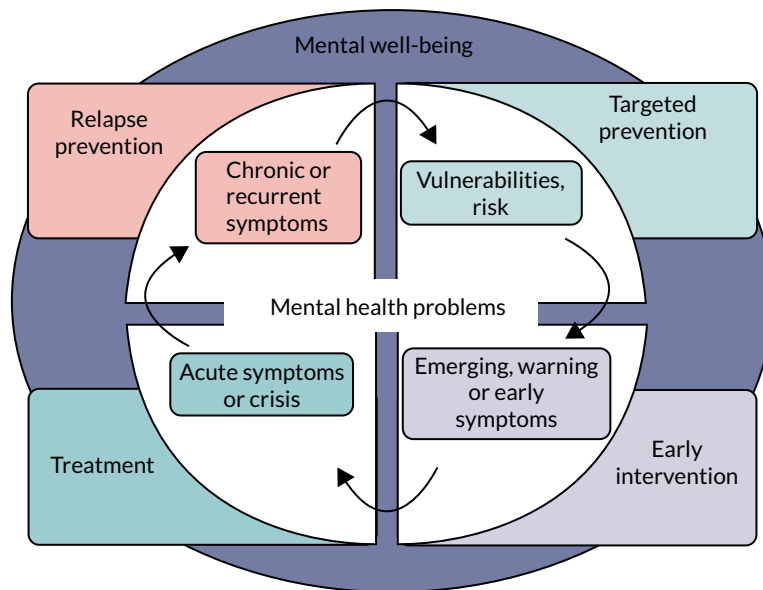 Mental well-being
Relapse
prevention
Targeted
prevention
Chronic or
recurrent
symptoms
Vulnerabilities,
risk
Mental health problems
Acute symptoms
or crisis
Emerging, warning
or early
symptoms
Treatment
Early
intervention